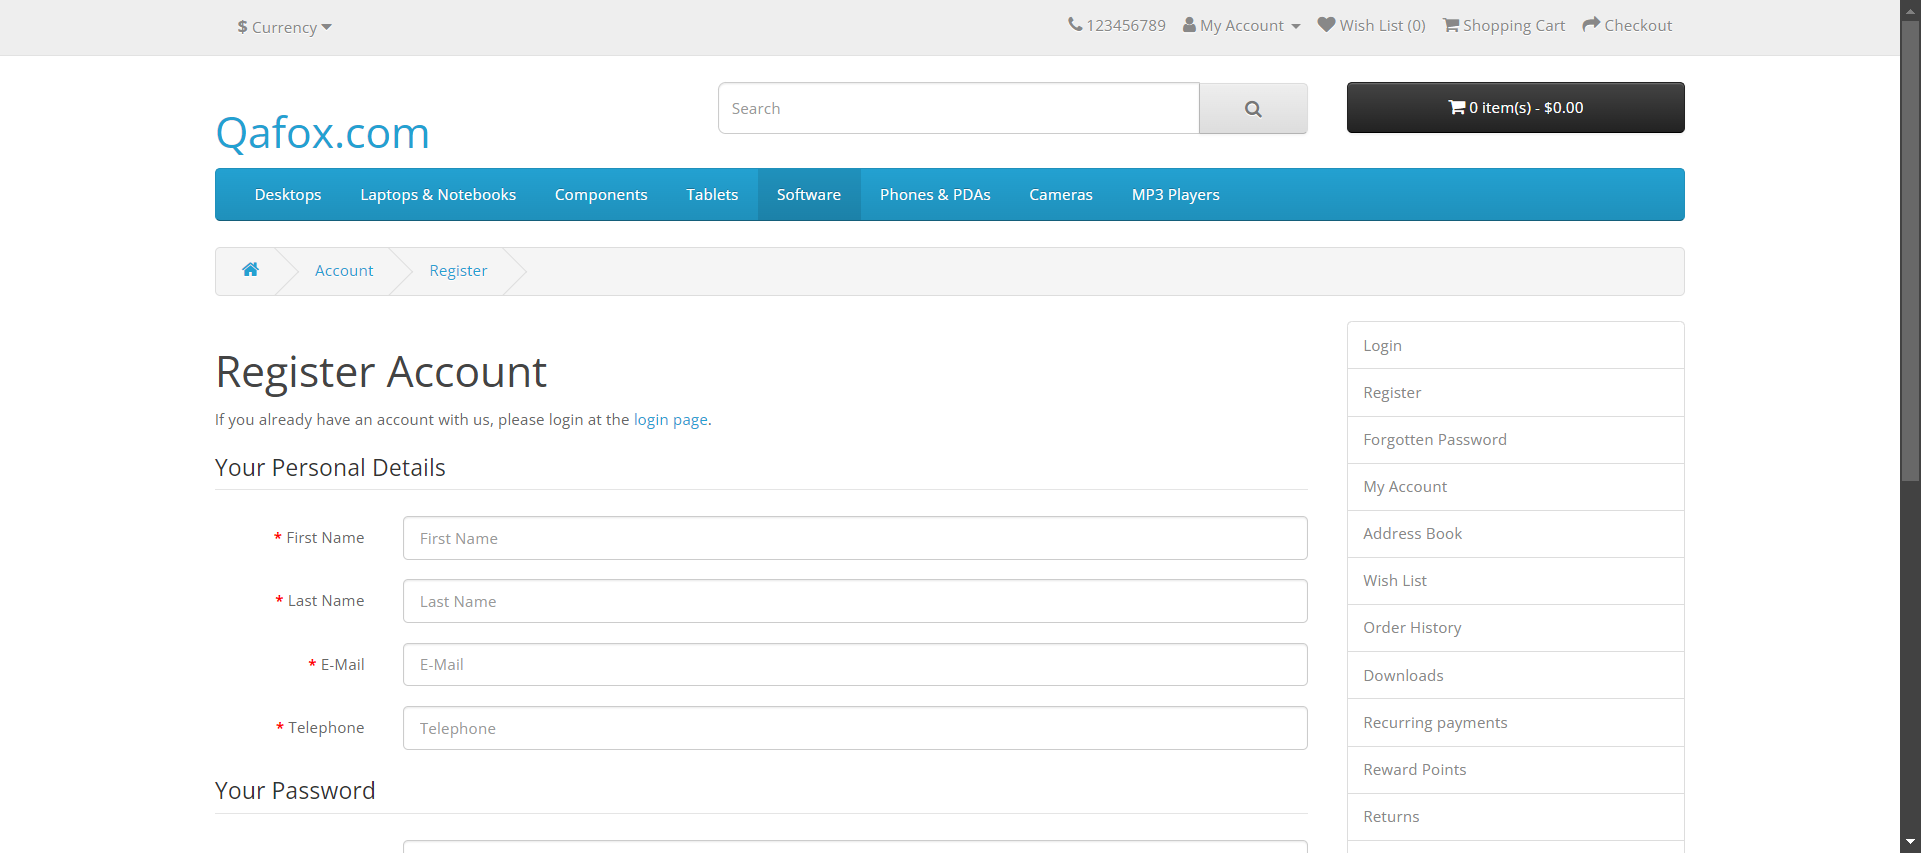 $ Currency
123456789 My Account Wish List (0) Shopping Cart Checkout
Search
0 item(s) - $0.00
Qafox.com
Desktops Laptops & Notebooks Components Tablets Software Phones & PDAs Cameras MP3 Players
Account Register
Register Account
If you already have an account with us, please login at the login page.
Your Personal Details
* First Name First Name
* Last Name Last Name
* E-Mail E-Mail
* Telephone Telephone
Your Password
Login
Register
Forgotten Password
My Account
Address Book
Wish List
Order History
Downloads
Recurring payments
Reward Points
Returns